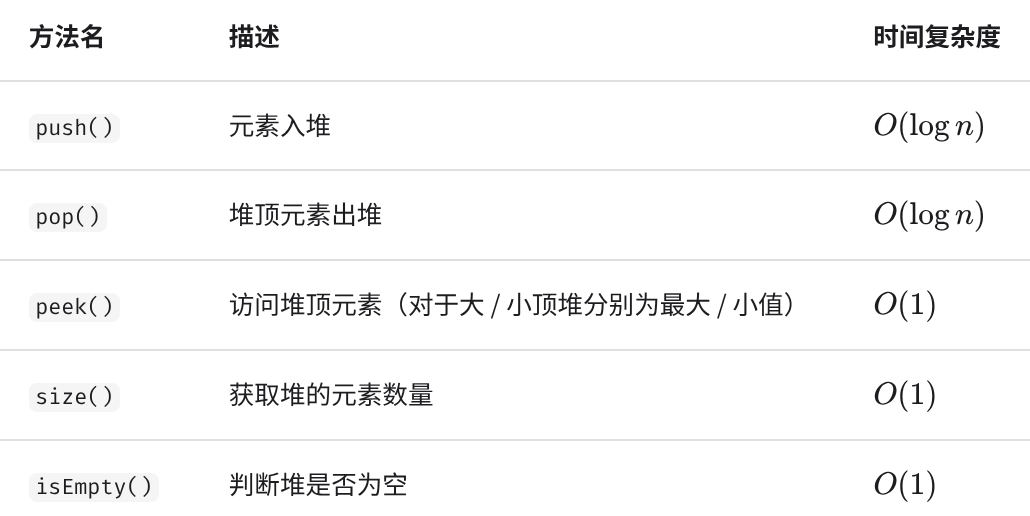 方法名 描述 时间复杂度
push() 元素入堆 O(log n)
pop() 堆顶元素出堆 O(log n)
peek() 访问堆顶元素（对于大 / 小顶堆分别为最大 / 小值） O(1)
size() 获取堆的元素数量 O(1)
isEmpty() 判断堆是否为空 O(1)